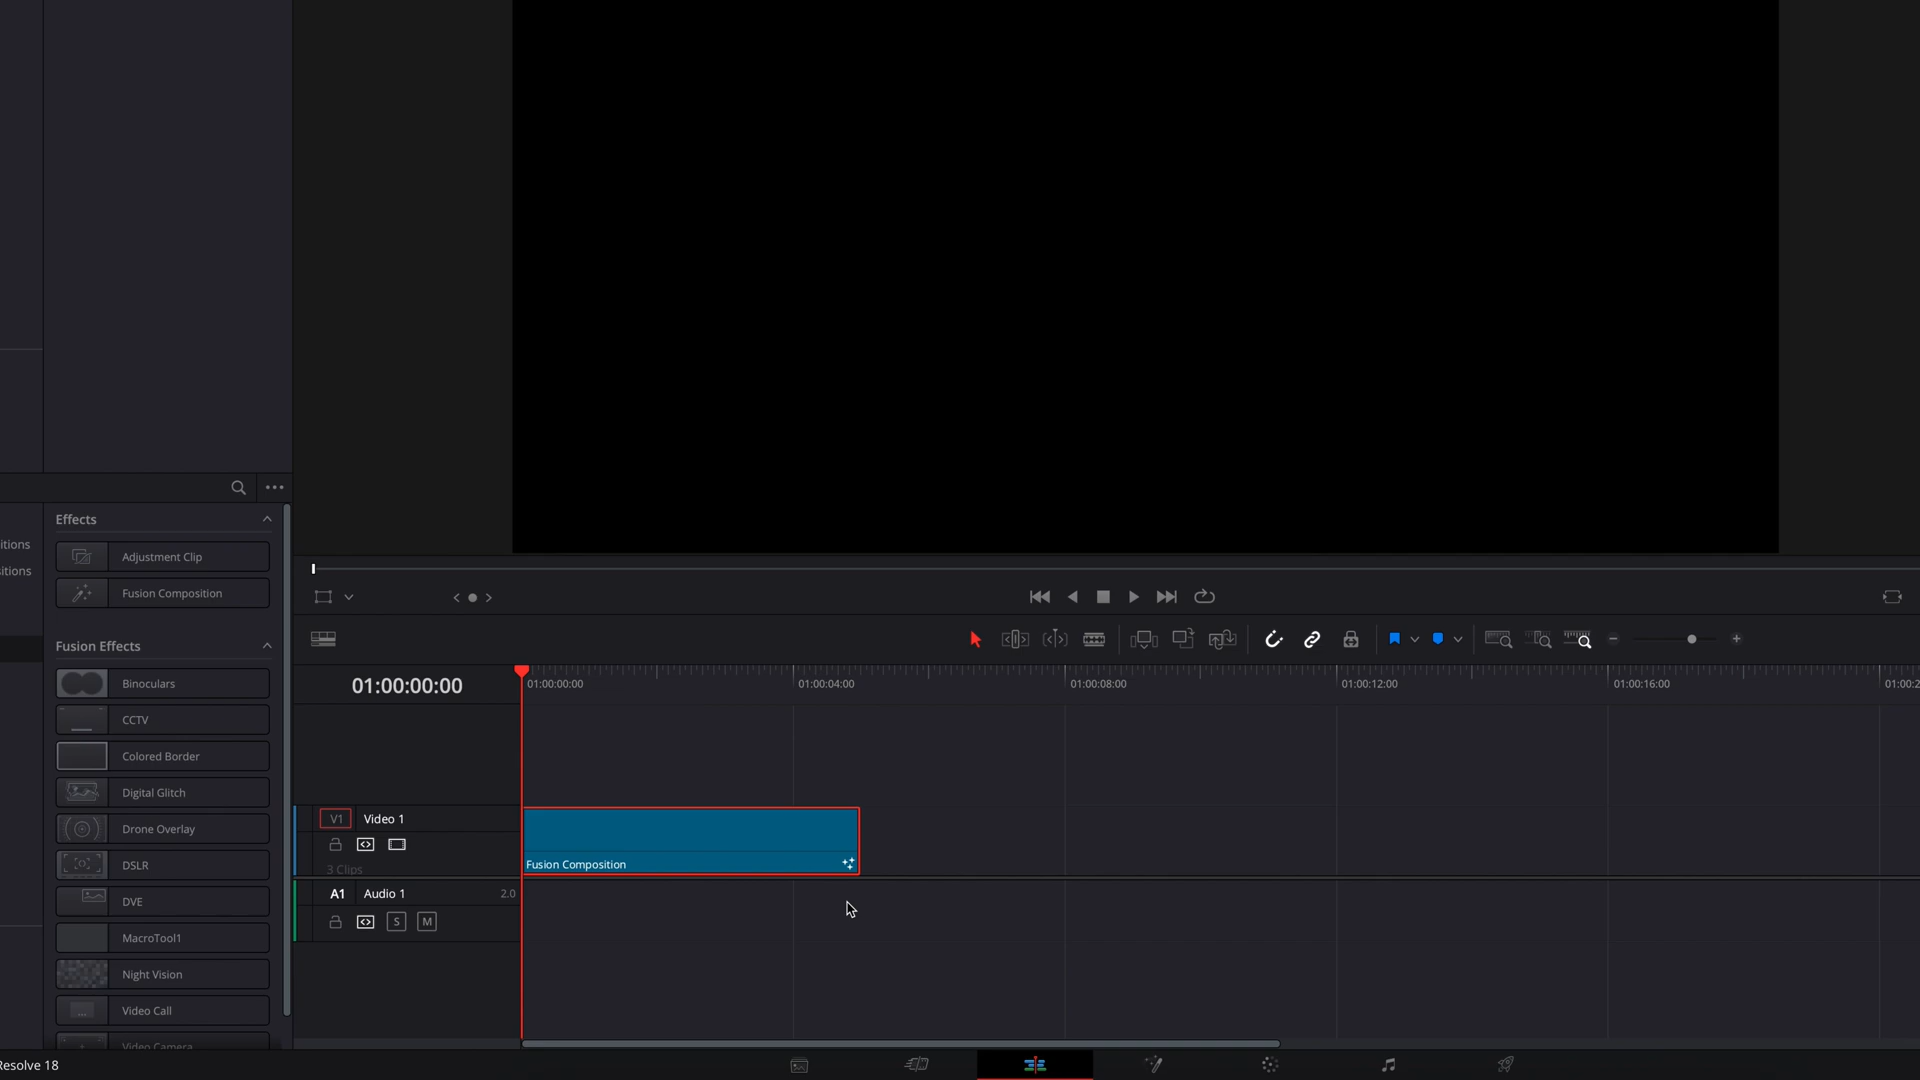 Effects
itions
Adjustment Clip
sitions
Fusion Composition
Fusion Effects
Binoculars
CCTV
Colored Border
Digital Glitch
Drone Overlay
DSLR
DVE
MacroTool1
Night Vision
Video Call
Video Camera
01:00:00:00
01:00:00:00
01:00:04:00
01:00:08:00
01:00:12:00
01:00:16:00
01:00:2
V1 Video 1
3 Clips
Fusion Composition
A1 Audio 1 2.0
S M
Resolve 18